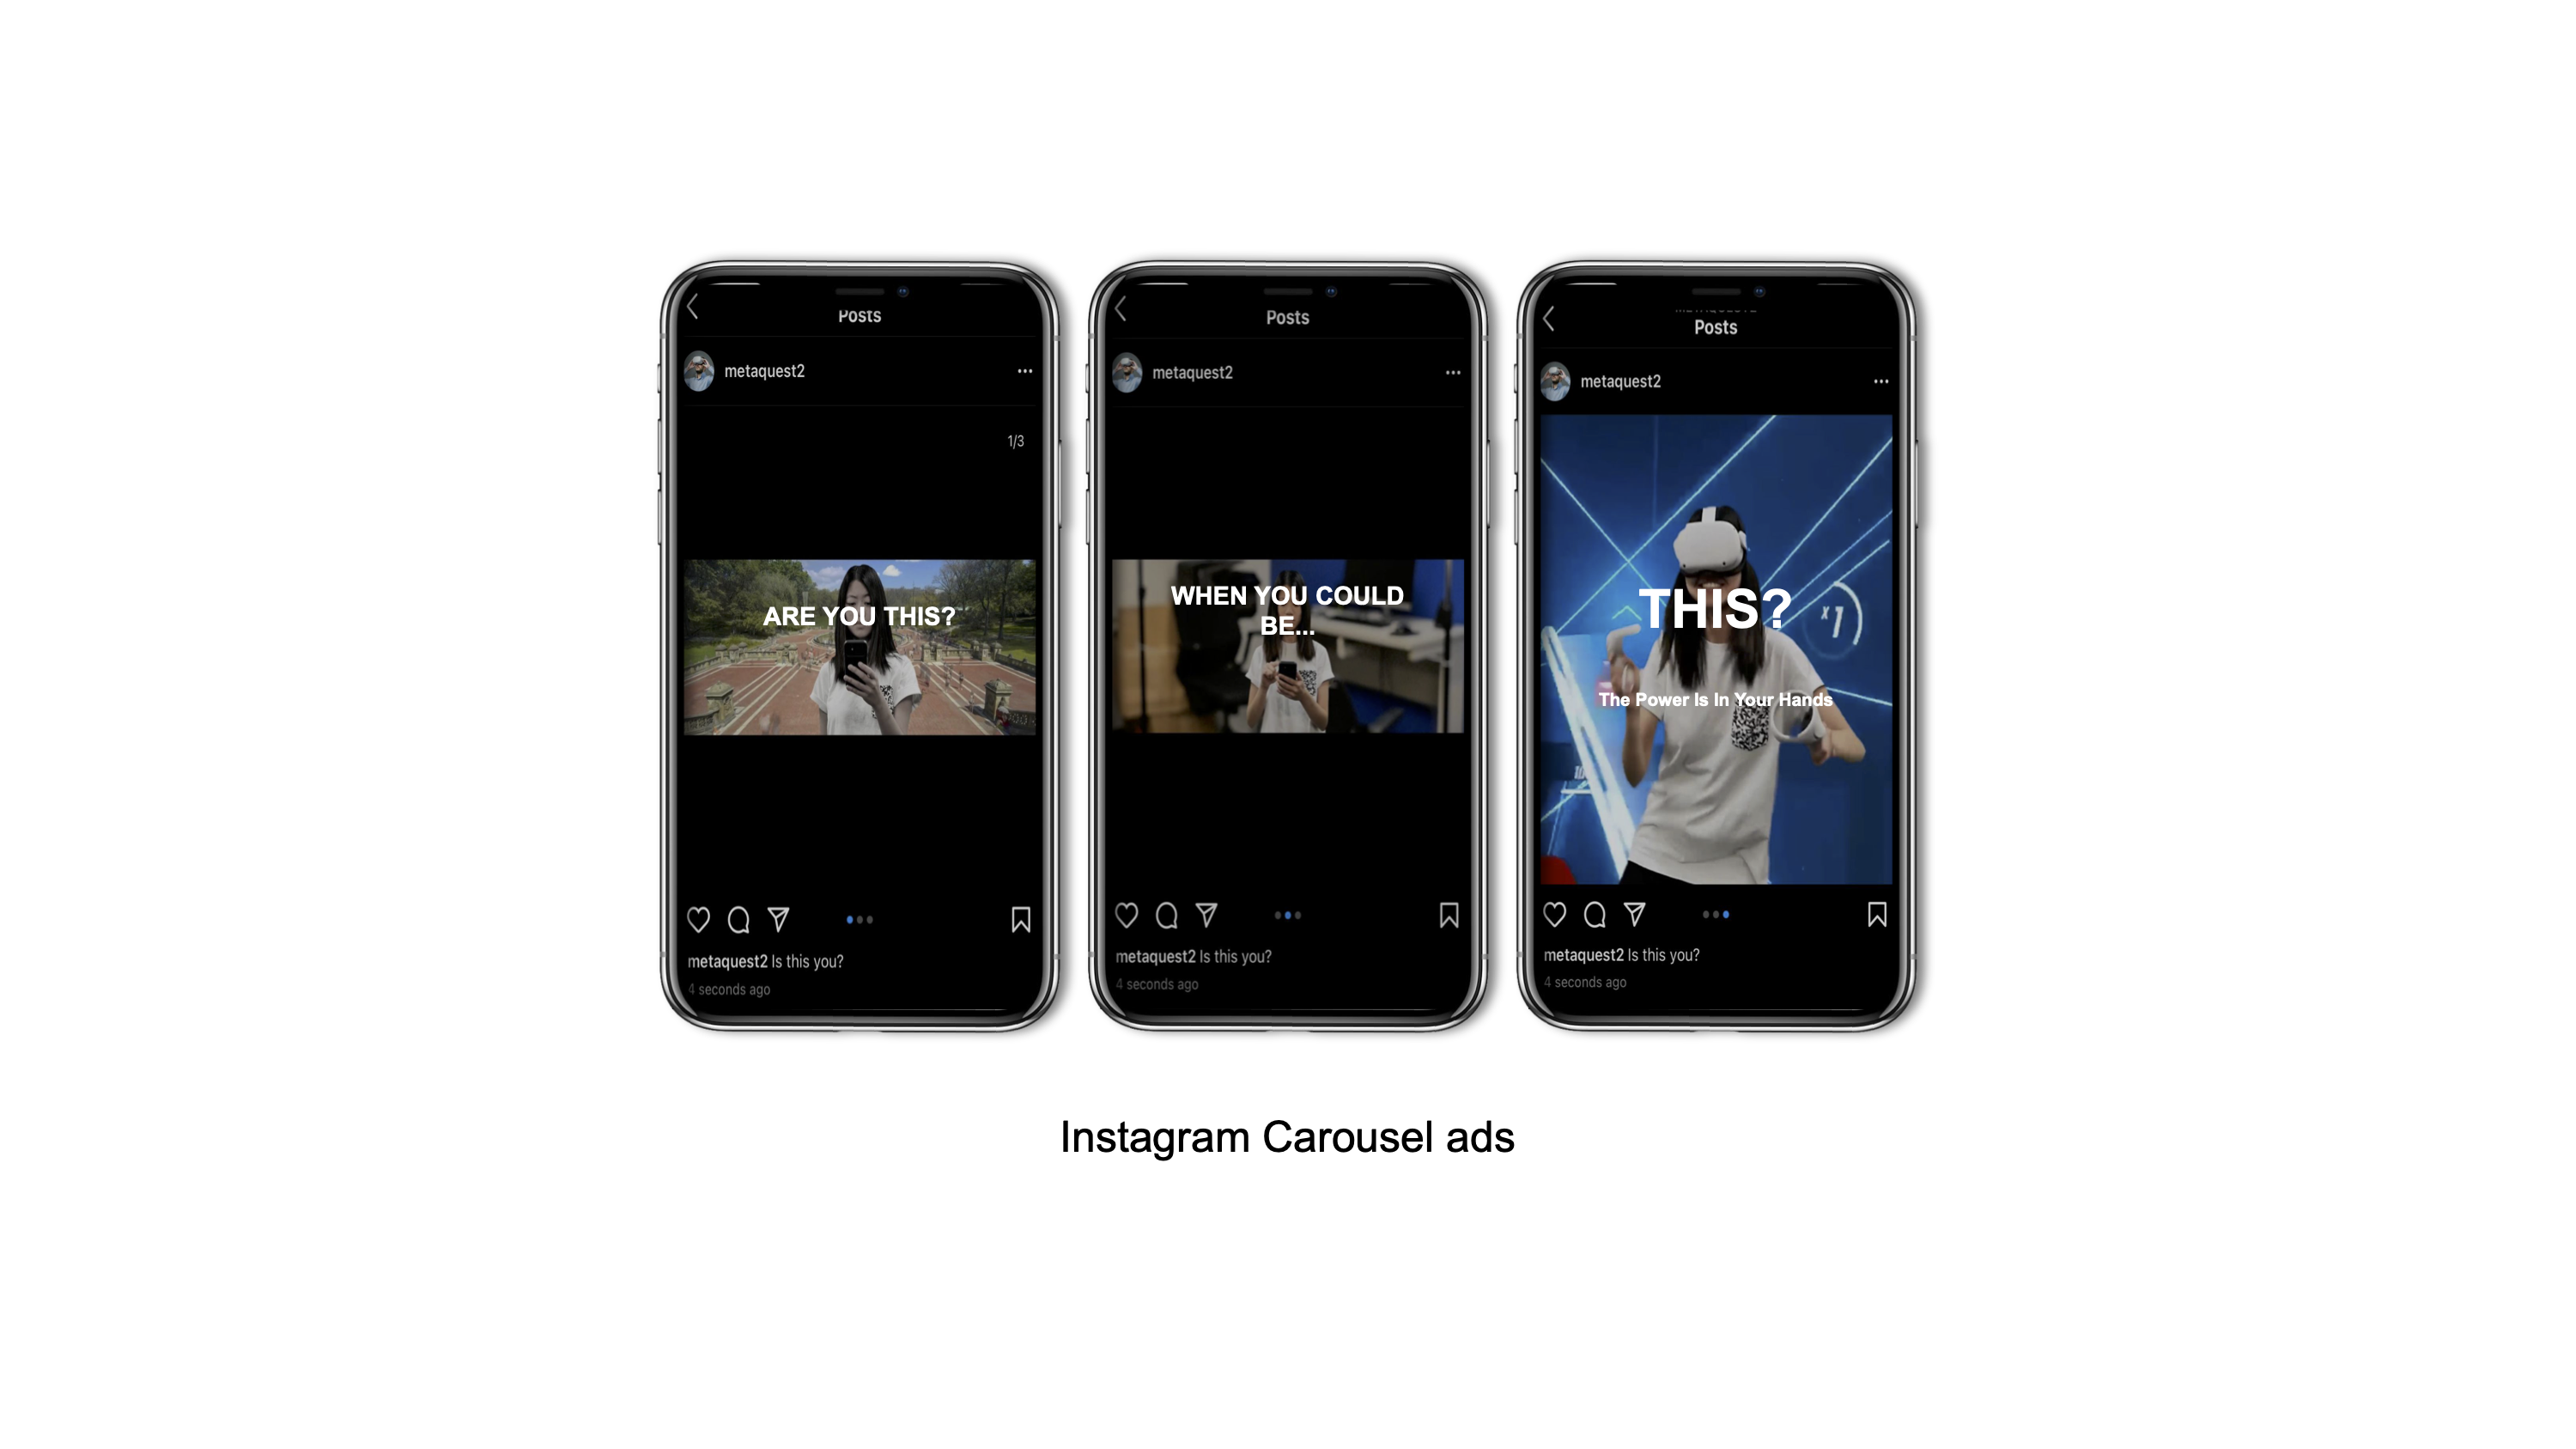 Posts
metaquest2
1/3
ARE YOU THIS?
metaquest2 Is this you?
4 seconds ago
Posts
metaquest2
WHEN YOU COULD
BE...
metaquest2 Is this you?
4 seconds ago
Posts
metaquest2
THIS?
x1
The Power Is In Your Hands
metaquest2 Is this you?
4 seconds ago
Instagram Carousel ads